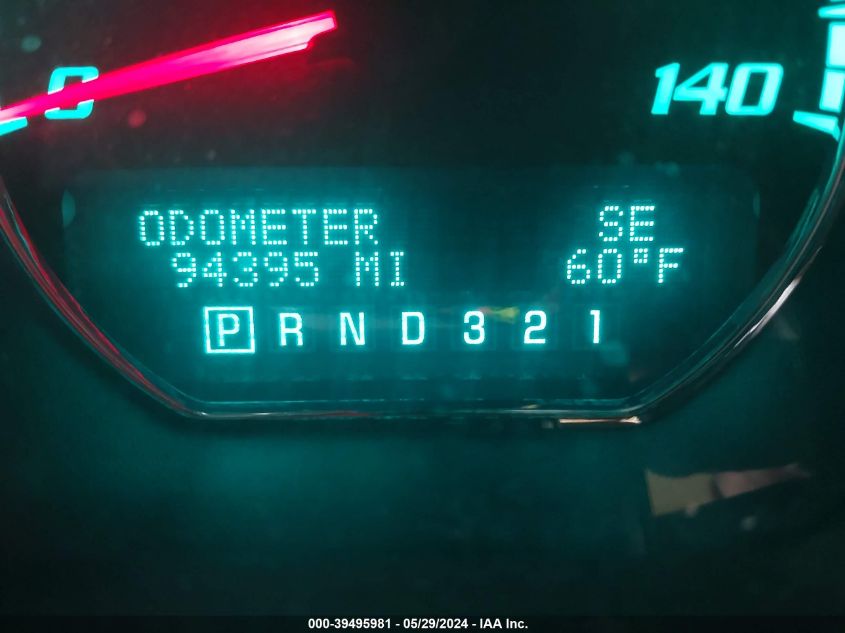 0 140
ODOMETER SE
94395 MI 60°F
P R N D 3 2 1
000-39495981 - 05/29/2024 - IAA Inc.